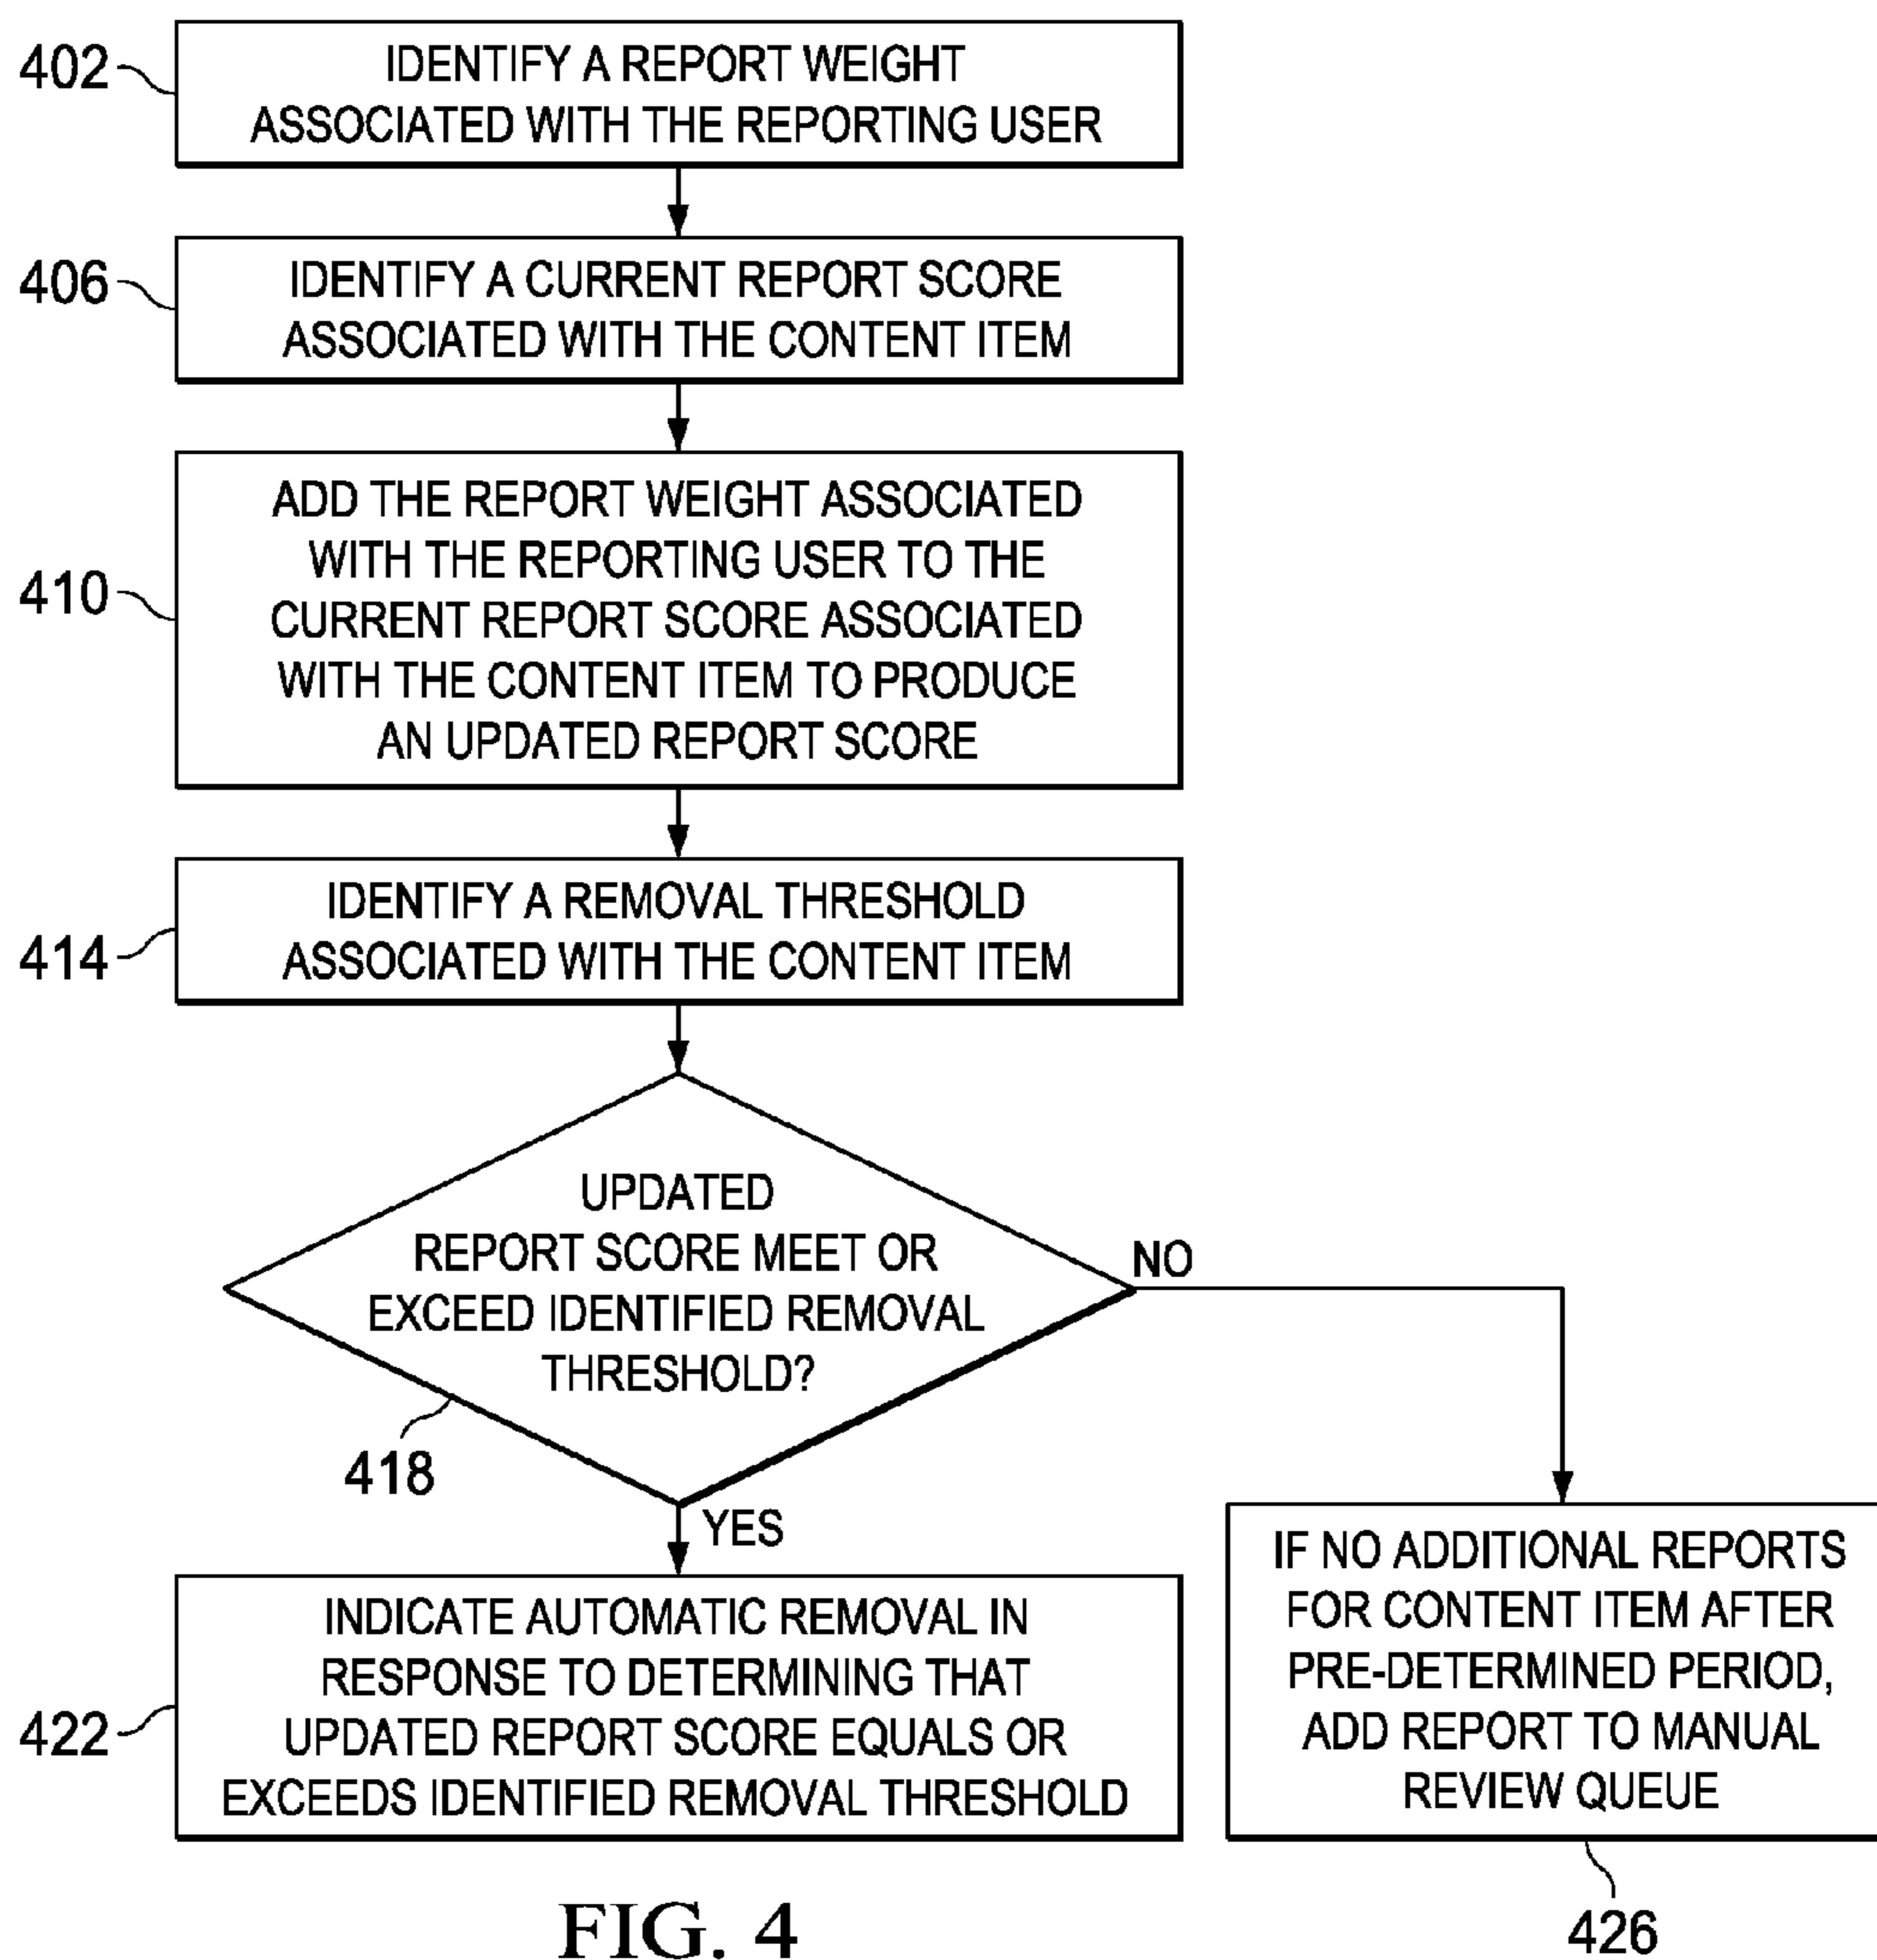 402
IDENTIFY A REPORT WEIGHT
ASSOCIATED WITH THE REPORTING USER
406
IDENTIFY A CURRENT REPORT SCORE
ASSOCIATED WITH THE CONTENT ITEM
410
ADD THE REPORT WEIGHT ASSOCIATED
WITH THE REPORTING USER TO THE
CURRENT REPORT SCORE ASSOCIATED
WITH THE CONTENT ITEM TO PRODUCE
AN UPDATED REPORT SCORE
414
IDENTIFY A REMOVAL THRESHOLD
ASSOCIATED WITH THE CONTENT ITEM
UPDATED
REPORT SCORE MEET OR
EXCEED IDENTIFIED REMOVAL
THRESHOLD?
418
NO
YES
422
INDICATE AUTOMATIC REMOVAL IN
RESPONSE TO DETERMINING THAT
UPDATED REPORT SCORE EQUALS OR
EXCEEDS IDENTIFIED REMOVAL THRESHOLD
IF NO ADDITIONAL REPORTS
FOR CONTENT ITEM AFTER
PRE-DETERMINED PERIOD,
ADD REPORT TO MANUAL
REVIEW QUEUE
426
FIG. 4